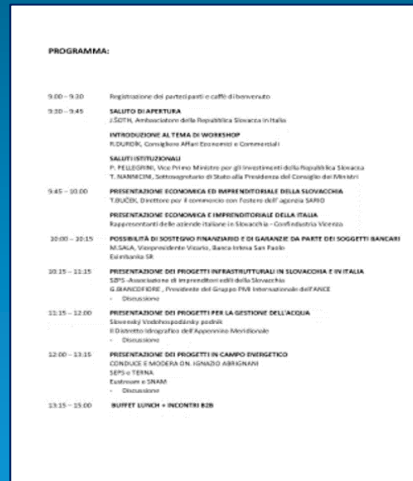 PROGRAMMA:
9:00 – 9:30 Registrazione dei partecipanti e caffè di benvenuto
9:30 – 9:45 SALUTO DI APERTURA
J.ŠOTH, Ambasciatore della Repubblica Slovacca in Italia
INTRODUZIONE AL TEMA DI WORKSHOP
R.ĎURDÍK, Consigliere Affari Economici e Commerciali
SALUTI ISTITUZIONALI
P. PELLEGRINI, Vice Primo Ministro per gli Investimenti della Repubblica Slovacca
T. NANNICINI, Sottosegretario di Stato alla Presidenza del Consiglio dei Ministri
9:45 – 10:00 PRESENTAZIONE ECONOMICA ED IMPRENDITORIALE DELLA SLOVACCHIA
T.BUČEK, Direttore per il commercio con l'estero dell' agenzia SARIO
PRESENTAZIONE ECONOMICA E IMPRENDITORIALE DELLA ITALIA
Rappresentanti delle aziende italiane in Slovacchia - Confindustria Vicenza
10:00 – 10:15 POSSIBILITÀ DI SOSTEGNO FINANZIARIO E DI GARANZIE DA PARTE DEI SOGGETTI BANCARI
M.SALA, Vicepresidente Vicario, Banca Intesa San Paolo
Eximbanka SR
10:15 – 11:15 PRESENTAZIONE DEI PROGETTI INFRASTRUTTURALI IN SLOVACCHIA E IN ITALIA
SZPS -Associazione di imprenditori edili della Slovacchia
G.BIANCOFIORE , Presidente del Gruppo PMI Internazionale dell'ANCE
- Discussione
11:15 – 12:00 PRESENTAZIONE DEI PROGETTI PER LA GESTIONE DELL'ACQUA
Slovenský Vodohospodársky podnik
Il Distretto Idrografico dell'Appennino Meridionale
- Discussione
12:00 – 13:15 PRESENTAZIONE DEI PROGETTI IN CAMPO ENERGETICO
CONDUCE E MODERA ON. IGNAZIO ABRIGNANI
SEPS e TERNA
Eustream e SNAM
- Discussione
13:15 – 15:00 BUFFET LUNCH + INCONTRI B2B